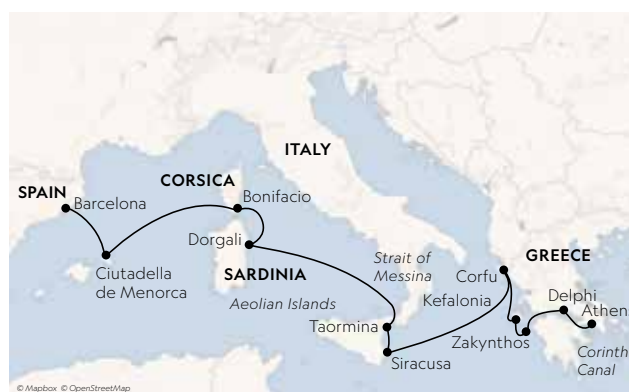 ITALY
SPAIN
Barcelona
CORSICA
Bonifacio
Dorgali
Ciutadella
de Menorca
SARDINIA
Aeolian Islands
Strait of
Messina
Corfu
GREECE
Kefalonia
Delphi
Athens
Taormina
Zakynthos
Siracusa
Corinth
Canal
© Mapbox © OpenStreetMap